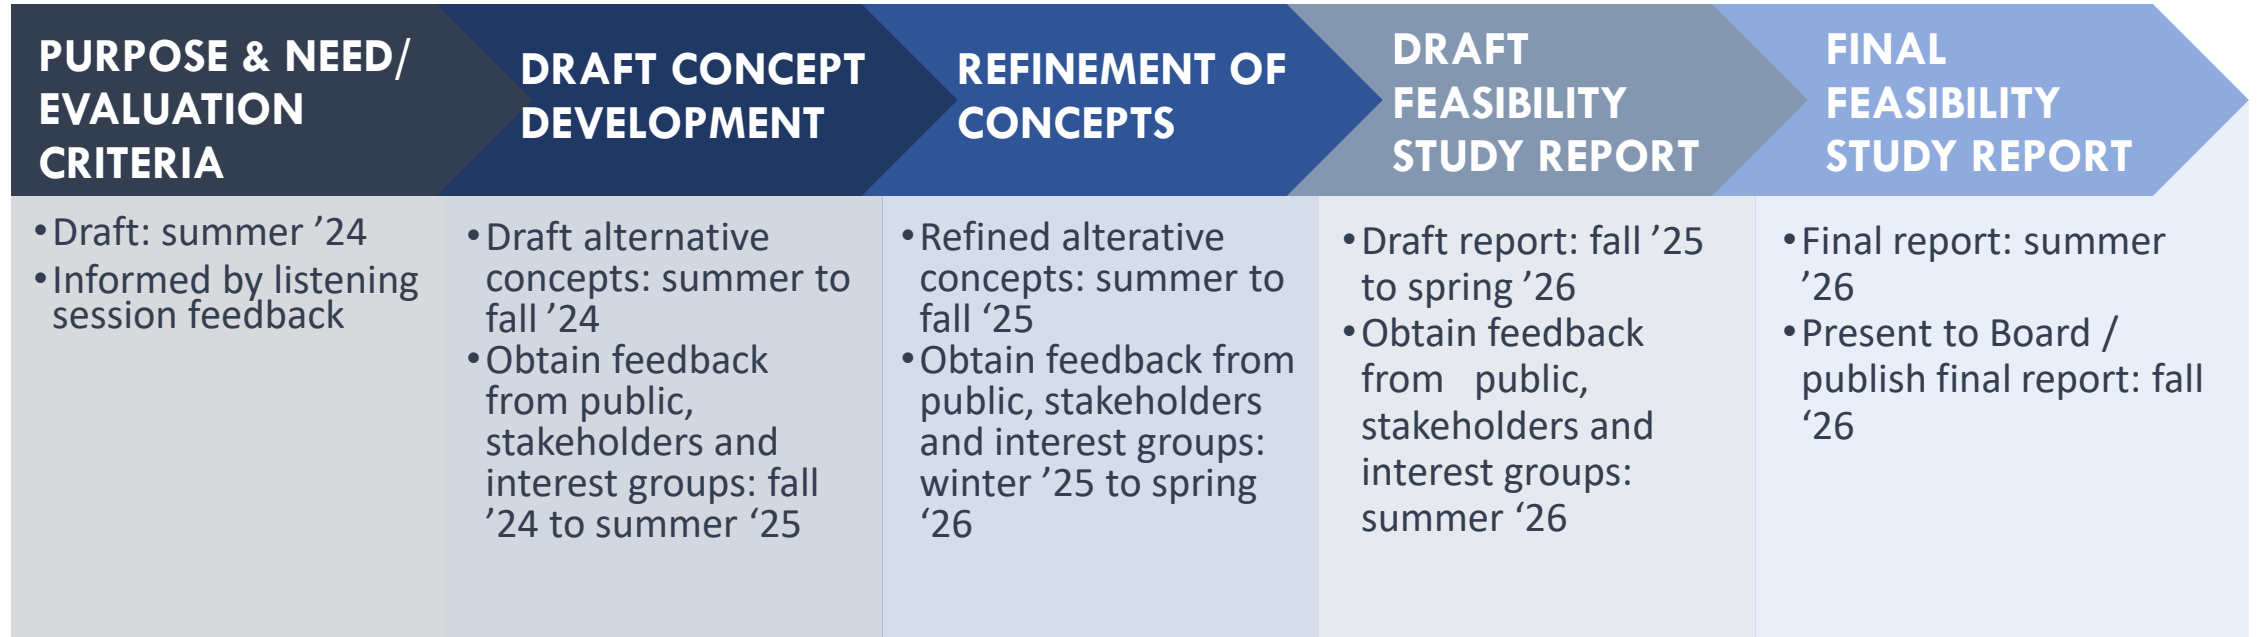 PURPOSE & NEED/
EVALUATION
CRITERIA
•Draft: summer ’24
•Informed by listening
session feedback
DRAFT CONCEPT
DEVELOPMENT
•Draft alternative
concepts: summer to
fall ’24
•Obtain feedback
from public,
stakeholders and
interest groups: fall
’24 to summer ‘25
REFINEMENT OF
CONCEPTS
•Refined alterative
concepts: summer to
fall ‘25
•Obtain feedback from
public, stakeholders
and interest groups:
winter ’25 to spring
‘26
DRAFT
FEASIBILITY
STUDY REPORT
•Draft report: fall ’25
to spring ’26
•Obtain feedback
from public,
stakeholders and
interest groups:
summer ‘26
FINAL
FEASIBILITY
STUDY REPORT
•Final report: summer
’26
•Present to Board /
publish final report: fall
‘26